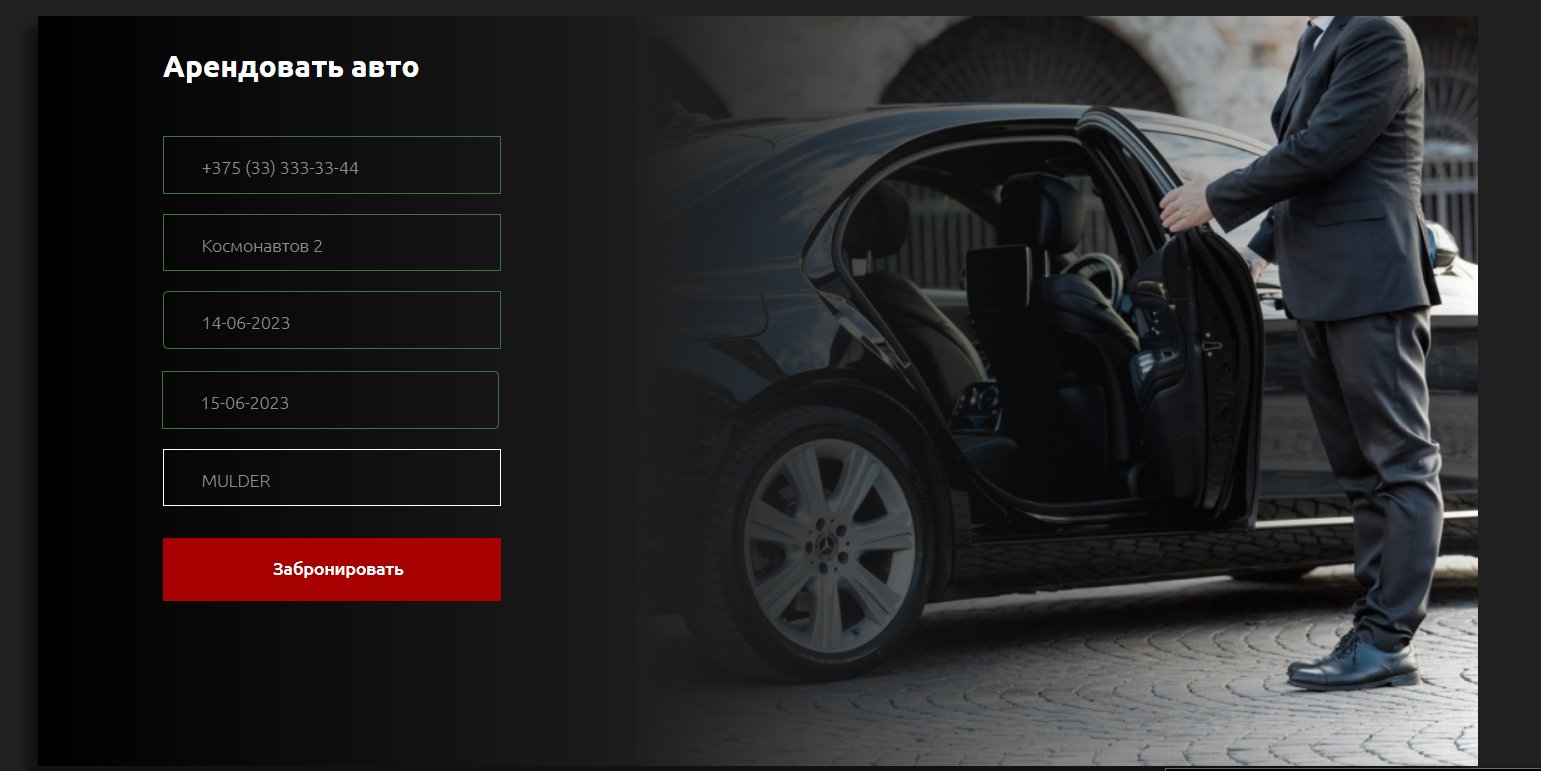 Арендовать авто
+375 (33) 333-33-44
Космонавтов 2
14-06-2023
15-06-2023
MULDER
Забронировать